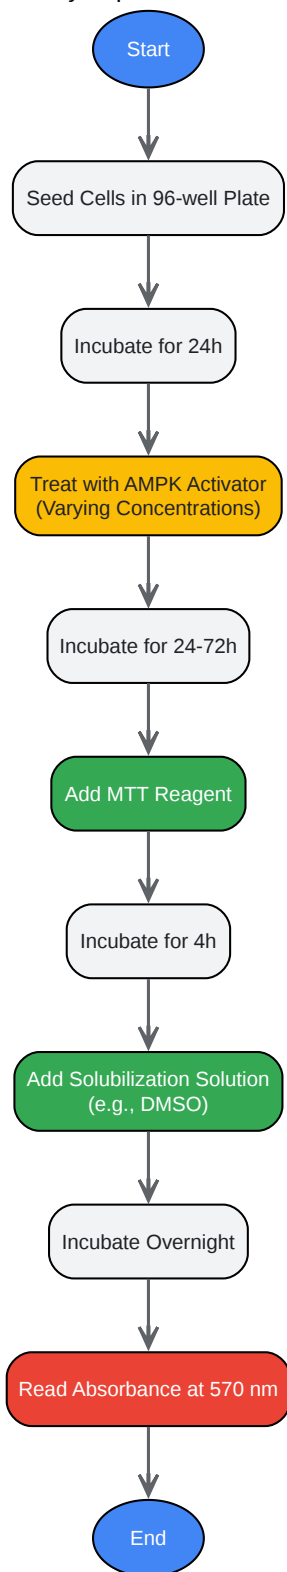 Start
Seed Cells in 96-well Plate
Incubate for 24h
Treat with AMPK Activator
(Varying Concentrations)
Incubate for 24-72h
Add MTT Reagent
Incubate for 4h
Add Solubilization Solution
(e.g., DMSO)
Incubate Overnight
Read Absorbance at 570 nm
End